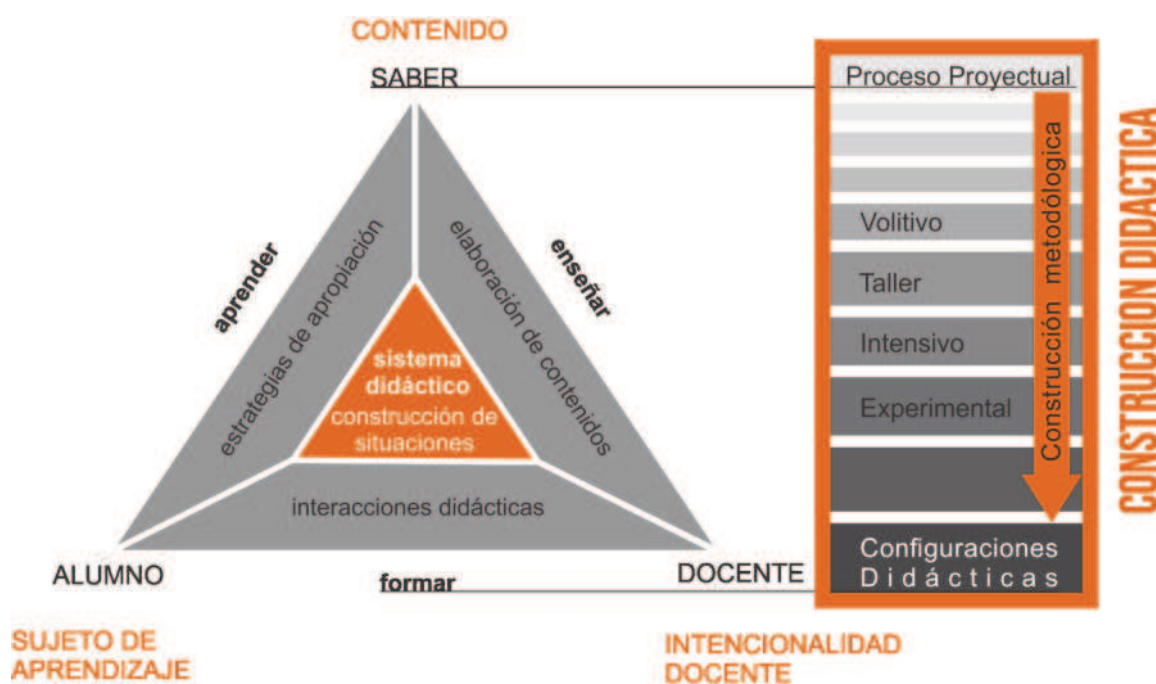 CONTENIDO
SABER
aprender
estrategias de apropiación
elaboración de contenidos
enseñar
sistema
didáctico
construcción de
situaciones
interacciones didácticas
ALUMNO
formar
DOCENTE
SUJETO DE
APRENDIZAJE
INTENCIONALIDAD
DOCENTE
Proceso Proyectual
Volitivo
Taller
Intensivo
Experimental
Configuraciones
Didácticas
Construcción metodólogica
CONSTRUCCION DIDACTICA